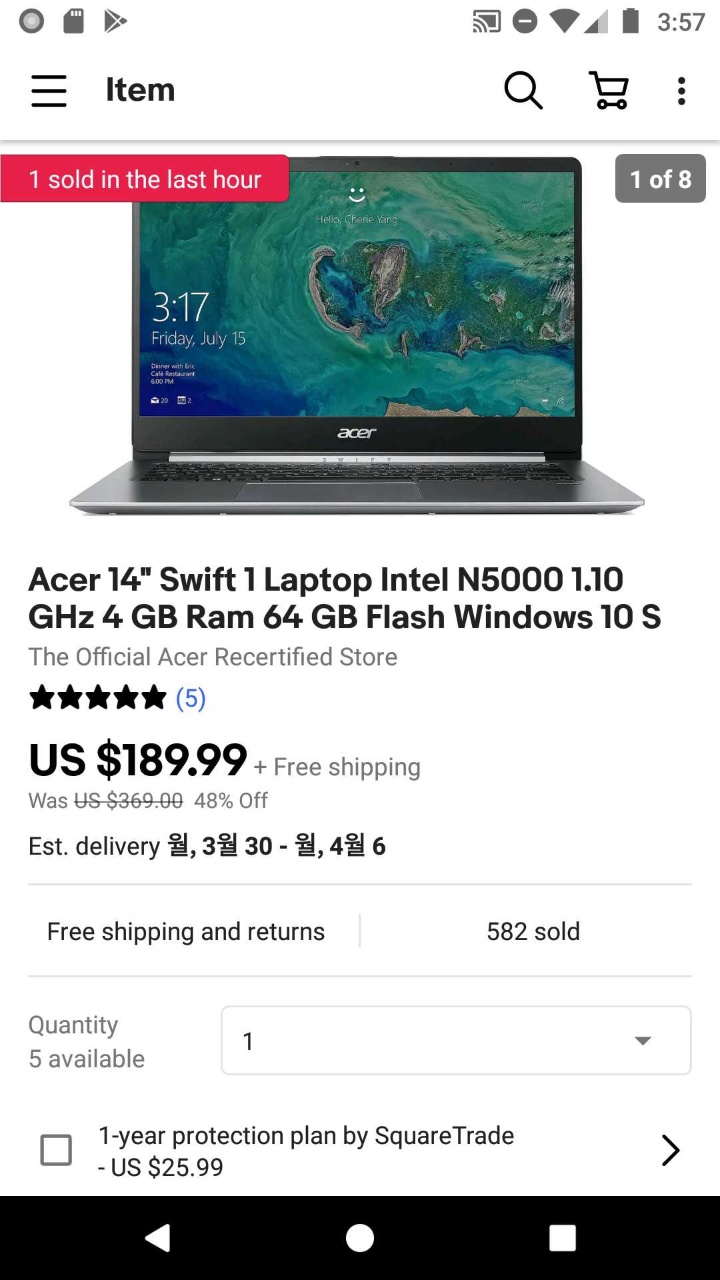 3:57
Item
1 sold in the last hour
1 of 8
Hello, Cherie Yang
3:17
Friday, July 15
Dinner with Eric
Café Restaurant
6:00 PM
29 2
acer
SWIFT
Acer 14" Swift 1 Laptop Intel N5000 1.10
GHz 4 GB Ram 64 GB Flash Windows 10 S
The Official Acer Recertified Store
(5)
US $189.99 + Free shipping
Was US $369.00 48% Off
Est. delivery 월, 3월 30 - 월, 4월 6
Free shipping and returns
582 sold
Quantity
5 available
1
1-year protection plan by SquareTrade
- US $25.99